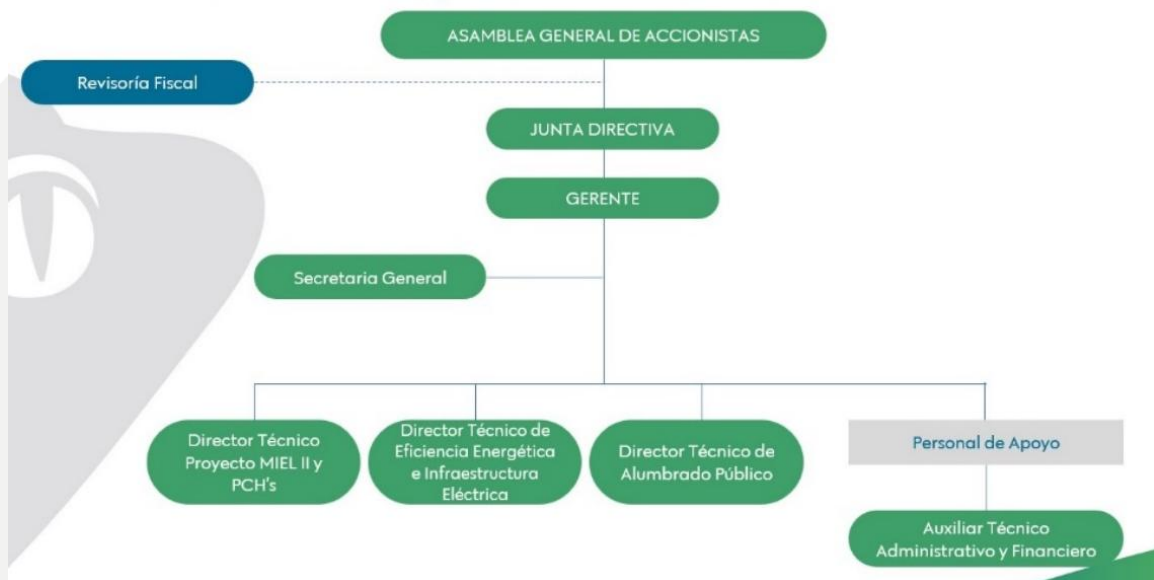 ASAMBLEA GENERAL DE ACCIONISTAS
Revisoría Fiscal
JUNTA DIRECTIVA
GERENTE
Secretaria General
Director Técnico
Proyecto MIEL II y
PCH's
Director Técnico de
Eficiencia Energética
e Infraestructura
Eléctrica
Director Técnico de
Alumbrado Público
Personal de Apoyo
Auxiliar Técnico
Administrativo y Financiero